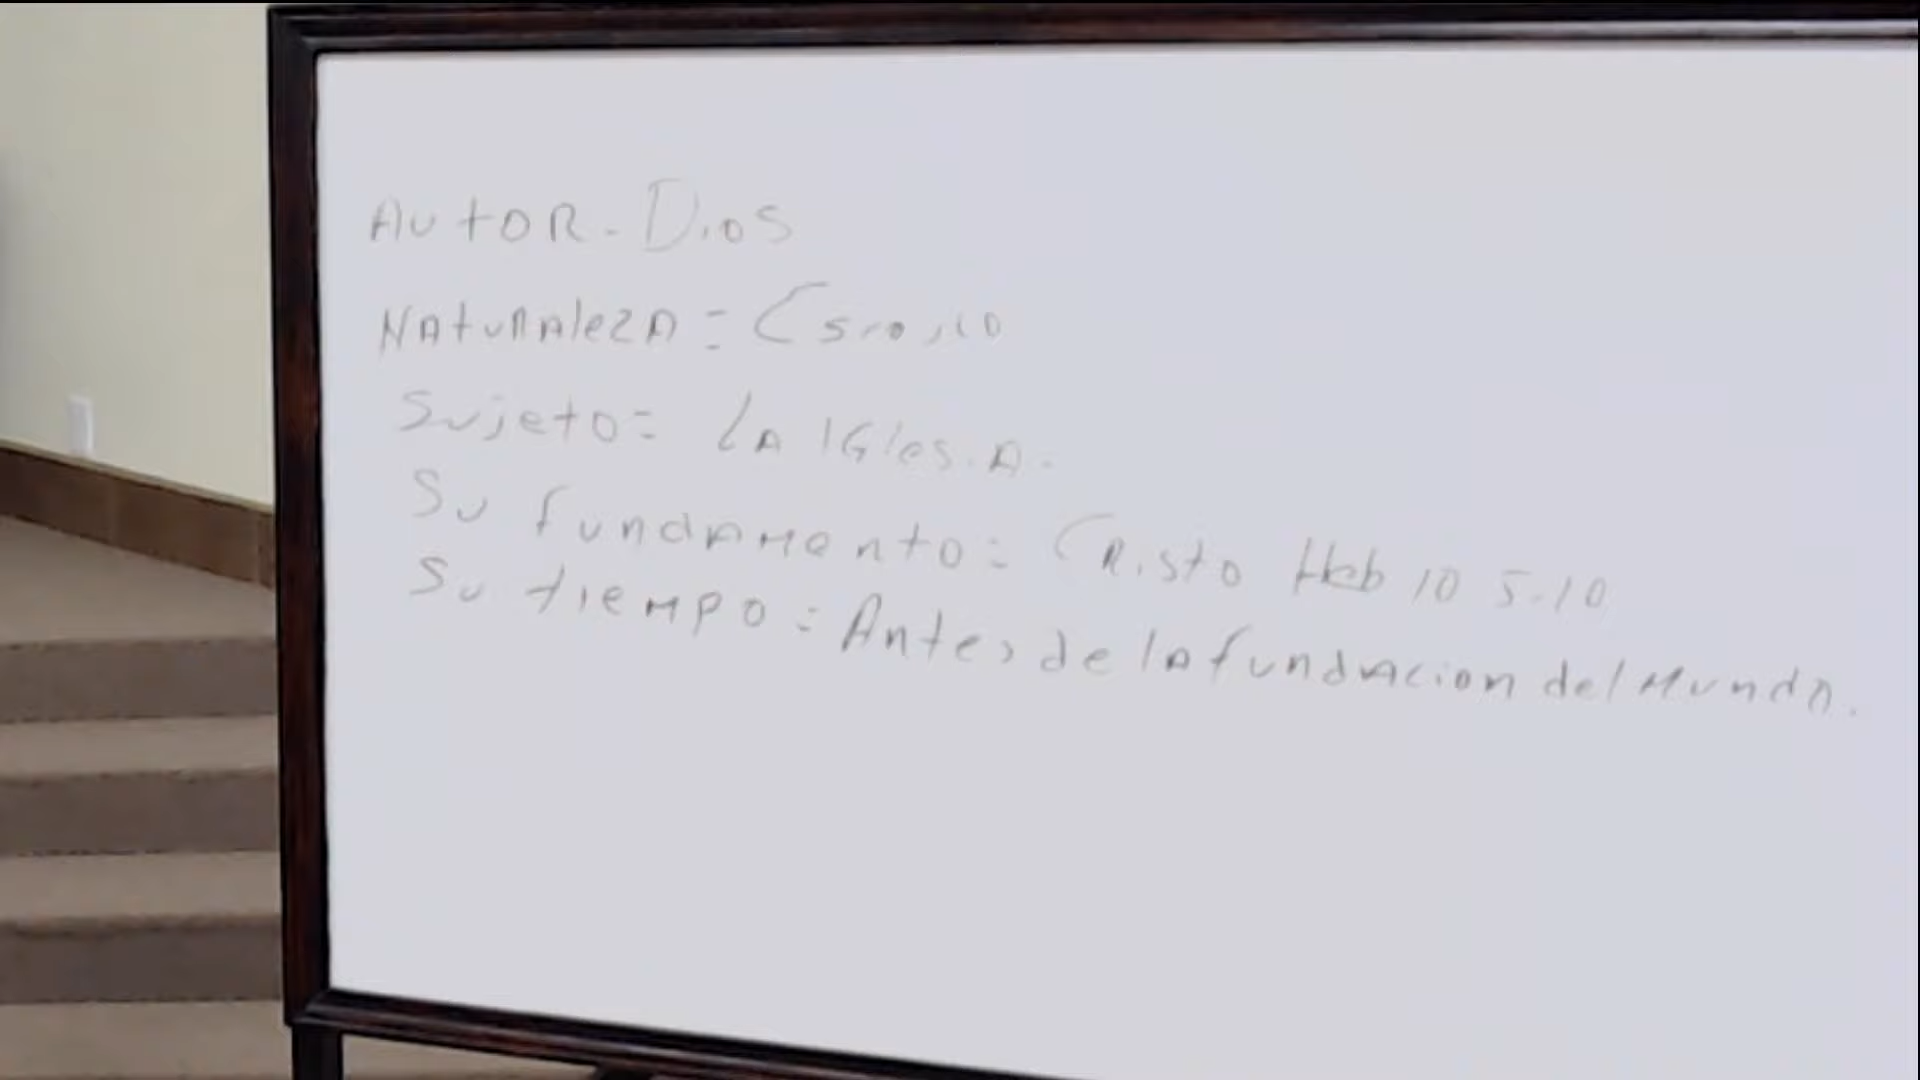 AUTOR - DIOS
NATURALEZA =
Sujeto = LA IGLESIA.
Su fundAMento = CRISTO Heb 10 5-10
Su tiempo = Antes de lA fundAcion del Mundo.